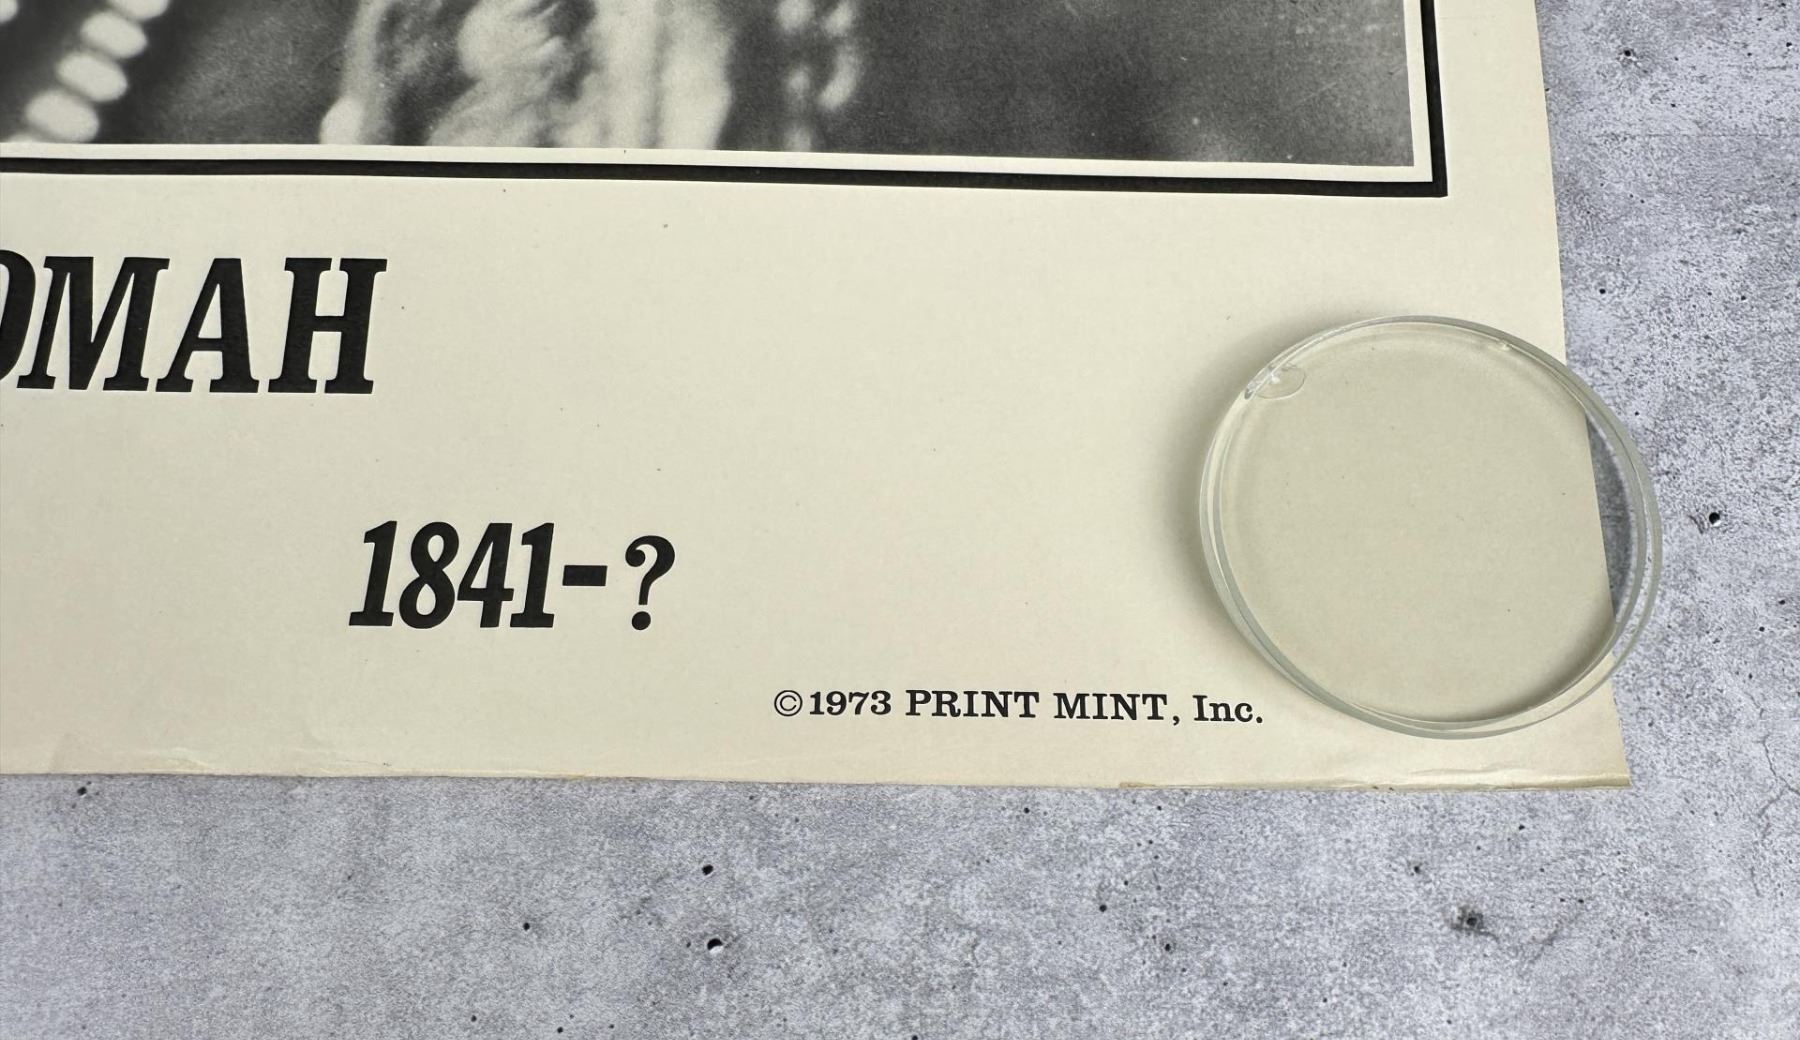 OMAH
1841-?
©1973 PRINT MINT, Inc.